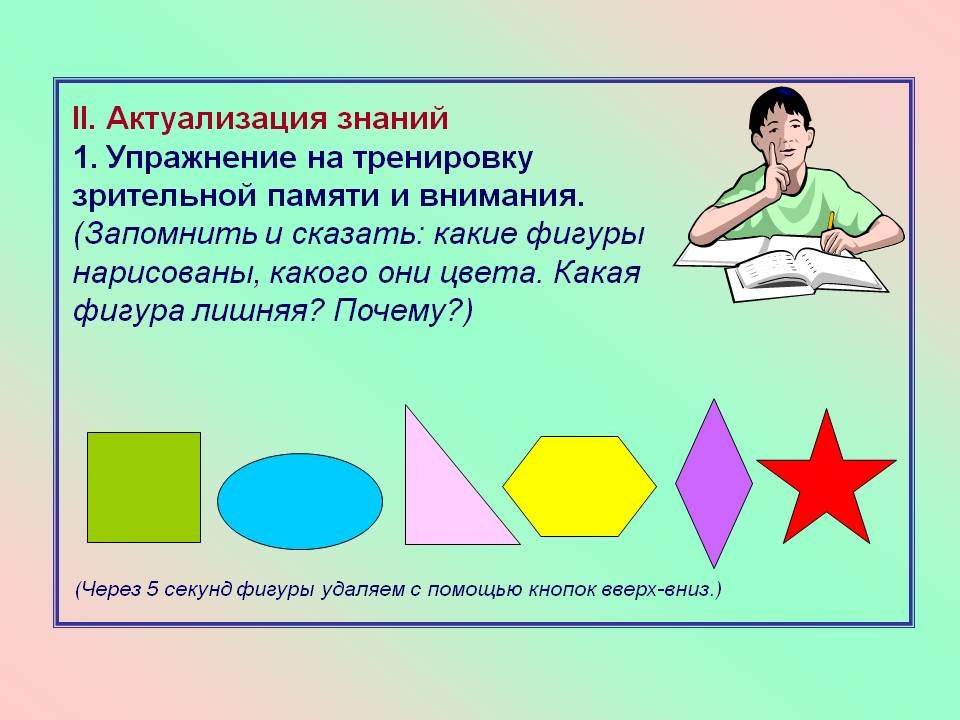 II. Актуализация знаний
1. Упражнение на тренировку
зрительной памяти и внимания.
(Запомнить и сказать: какие фигуры
нарисованы, какого они цвета. Какая
фигура лишняя? Почему?)
(Через 5 секунд фигуры удаляем с помощью кнопок вверх-вниз.)